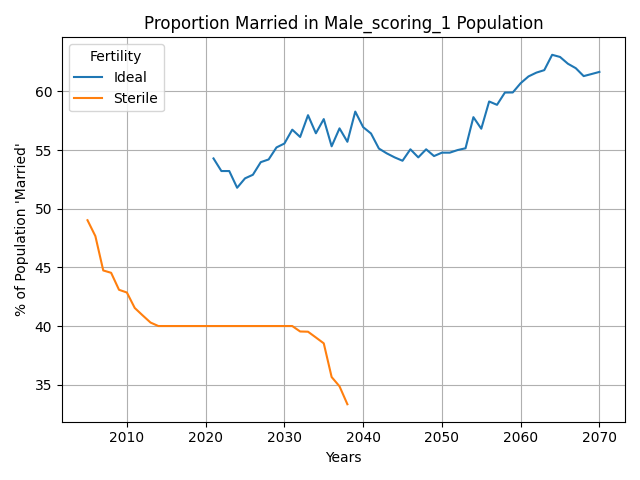 Proportion Married in Male_scoring_1 Population
Fertility
Ideal
Sterile
% of Population 'Married'
60
55
50
45
40
35
2010
2020
2030
2040
2050
2060
2070
Years